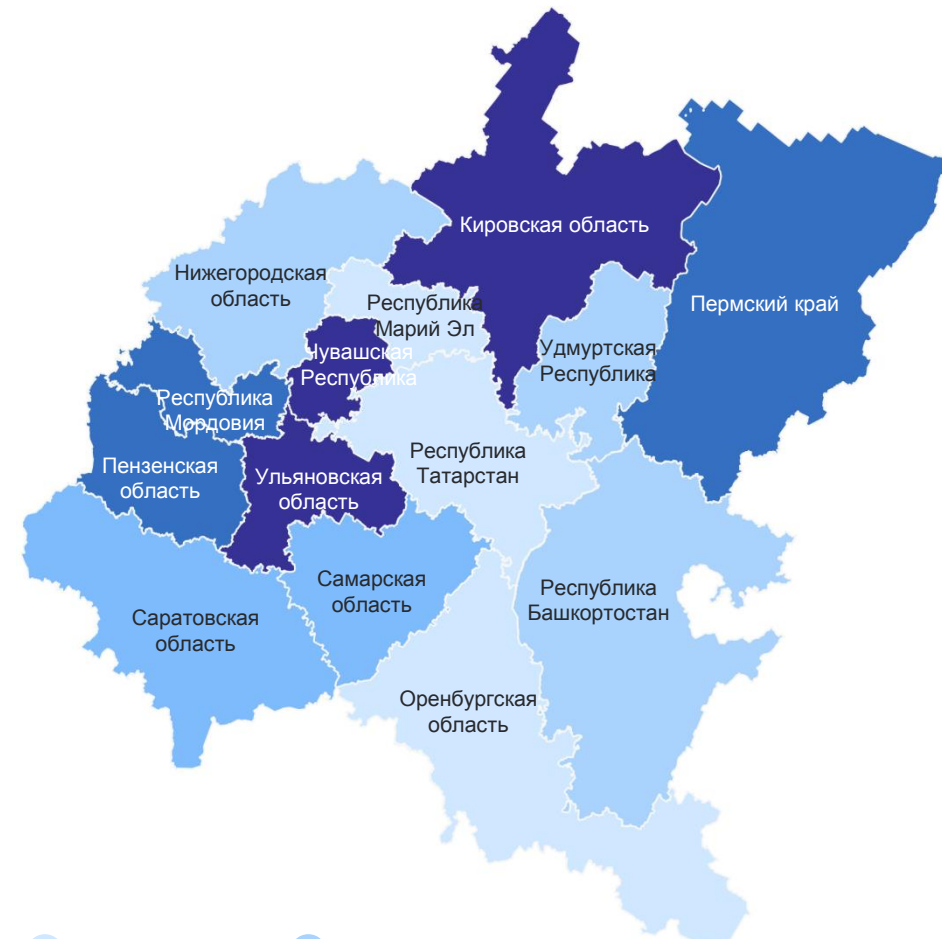 Кировская область
Нижегородская
область
Республика
Марий Эл
Пермский край
Чувашская
Республика
Удмуртская
Республика
Республика
Мордовия
Республика
Татарстан
Пензенская
область
Ульяновская
область
Самарская
область
Республика
Башкортостан
Саратовская
область
Оренбургская
область